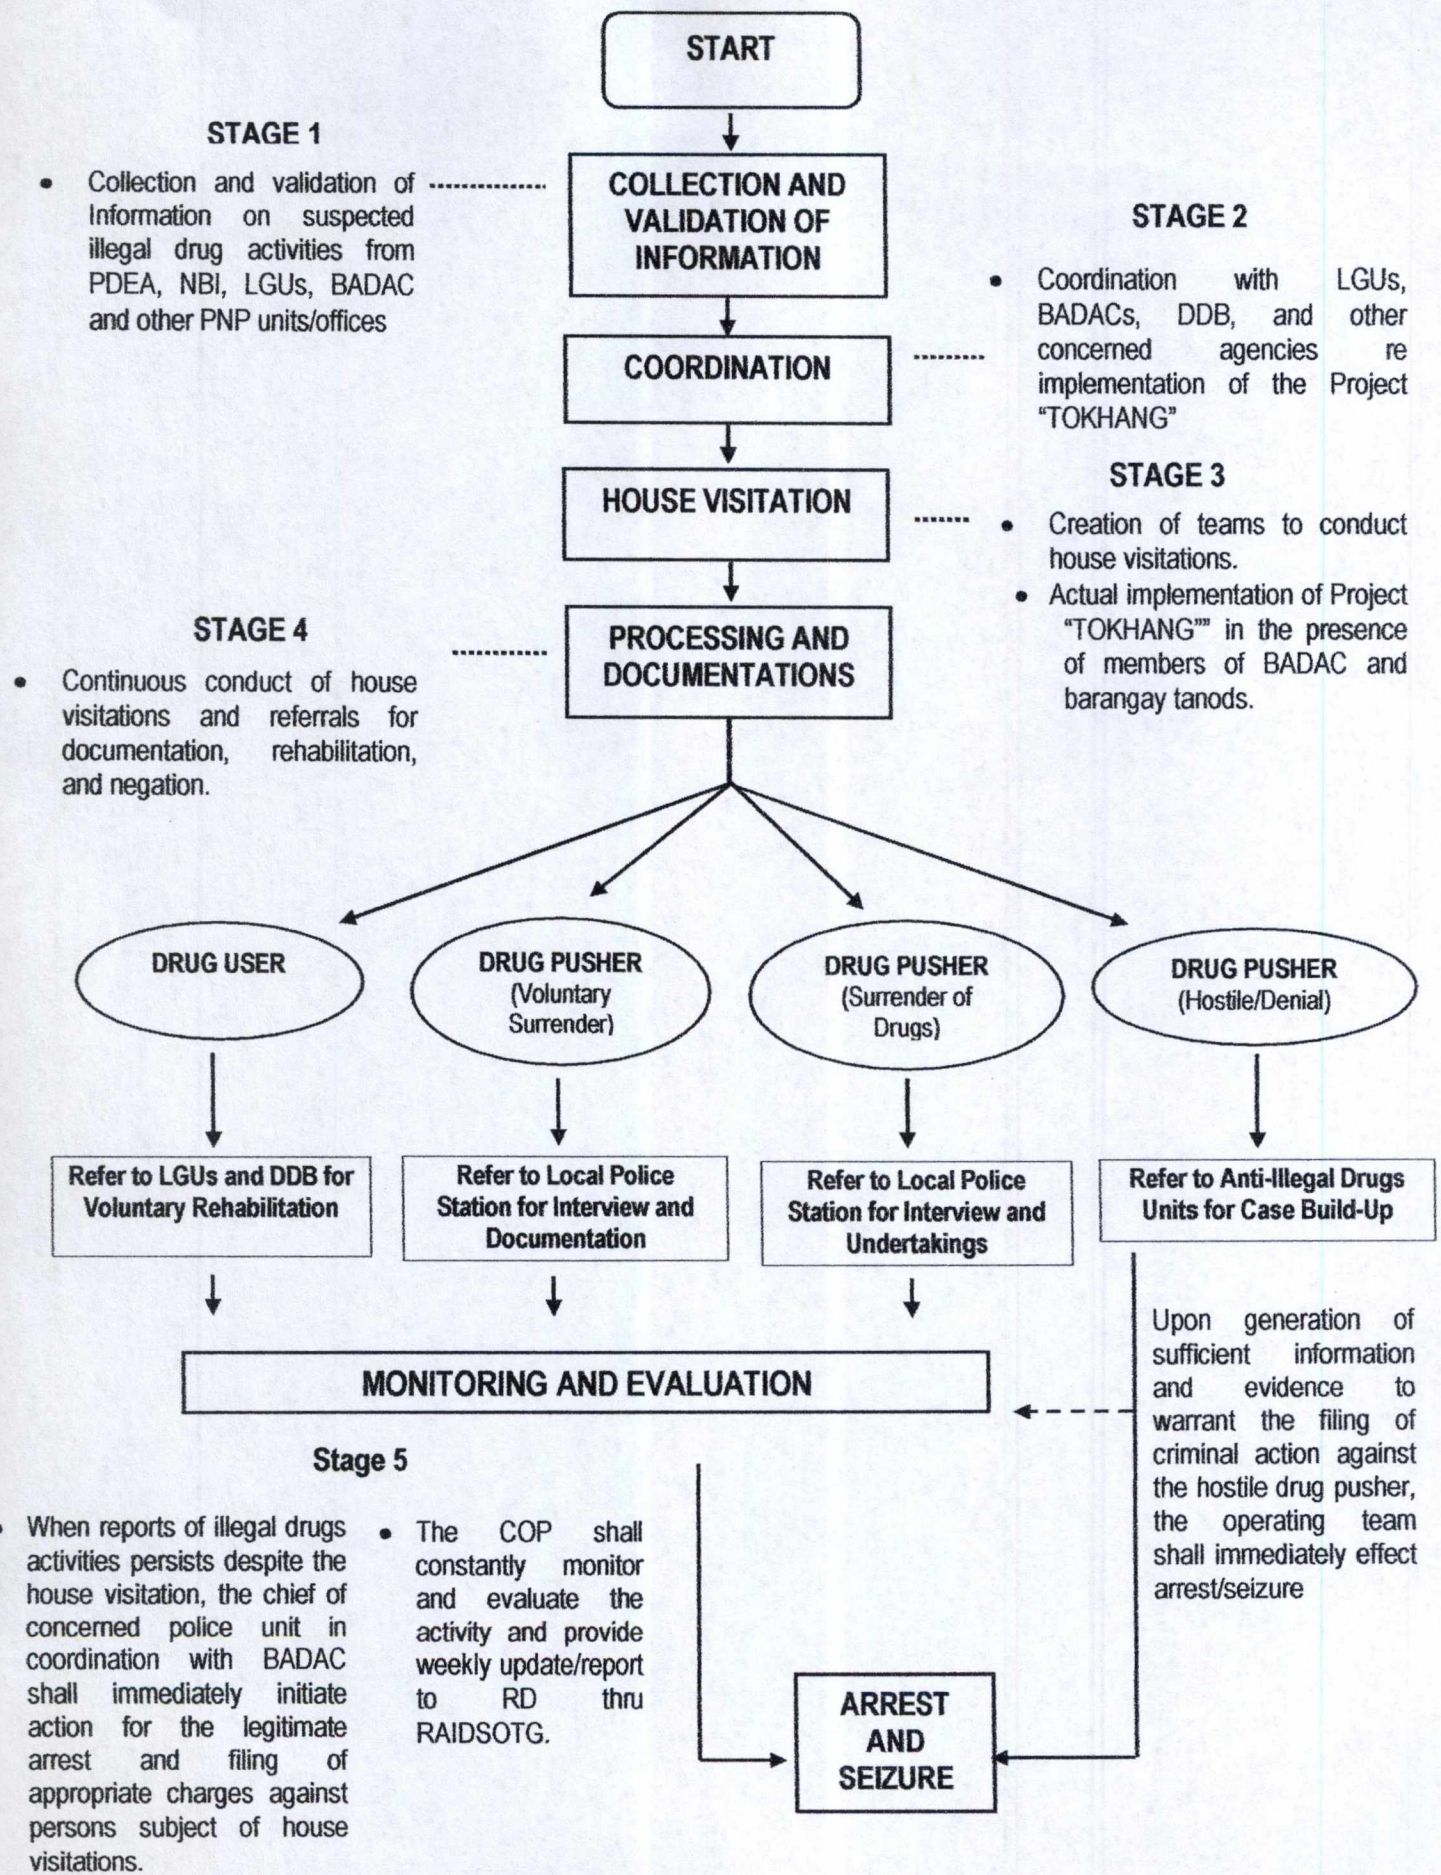 START
STAGE 1
• Collection and validation of
Information on suspected
illegal drug activities from
PDEA, NBI, LGUs, BADAC
and other PNP units/offices
COLLECTION AND
VALIDATION OF
INFORMATION
STAGE 2
• Coordination with LGUs,
BADACs, DDB, and other
concerned agencies re
implementation of the Project
“TOKHANG”
COORDINATION
HOUSE VISITATION
STAGE 3
• Creation of teams to conduct
house visitations.
• Actual implementation of Project
“TOKHANG”” in the presence
of members of BADAC and
barangay tanods.
STAGE 4
• Continuous conduct of house
visitations and referrals for
documentation, rehabilitation,
and negation.
PROCESSING AND
DOCUMENTATIONS
DRUG USER
DRUG PUSHER
(Voluntary
Surrender)
DRUG PUSHER
(Surrender of
Drugs)
DRUG PUSHER
(Hostile/Denial)
Refer to LGUs and DDB for
Voluntary Rehabilitation
Refer to Local Police
Station for Interview and
Documentation
Refer to Local Police
Station for Interview and
Undertakings
Refer to Anti-Illegal Drugs
Units for Case Build-Up
MONITORING AND EVALUATION
Upon generation of
sufficient information
and evidence to
warrant the filing of
criminal action against
the hostile drug pusher,
the operating team
shall immediately effect
arrest/seizure
Stage 5
• When reports of illegal drugs
activities persists despite the
house visitation, the chief of
concerned police unit in
coordination with BADAC
shall immediately initiate
action for the legitimate
arrest and filing of
appropriate charges against
persons subject of house
visitations.
• The COP shall
constantly monitor
and evaluate the
activity and provide
weekly update/report
to RD thru
RAIDSOTG.
ARREST
AND
SEIZURE